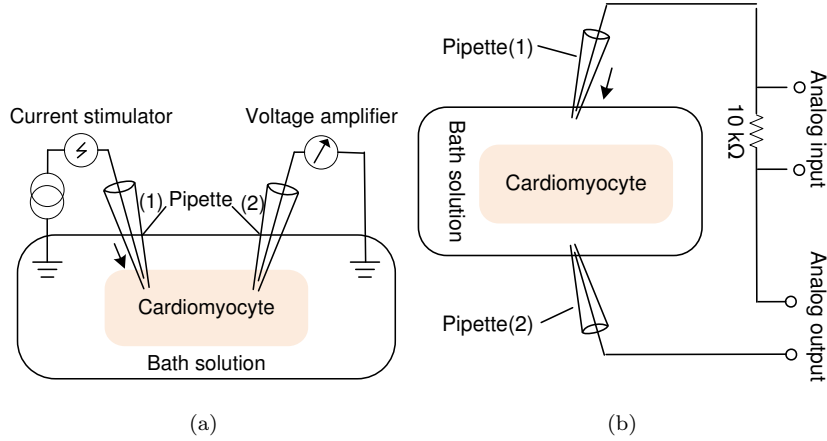 Current stimulator
Voltage amplifier
(1) Pipette (2)
Cardiomyocyte
Bath solution
(a)
Pipette(1)
Bath solution
Cardiomyocyte
Pipette(2)
10 kΩ
Analog input
Analog output
(b)